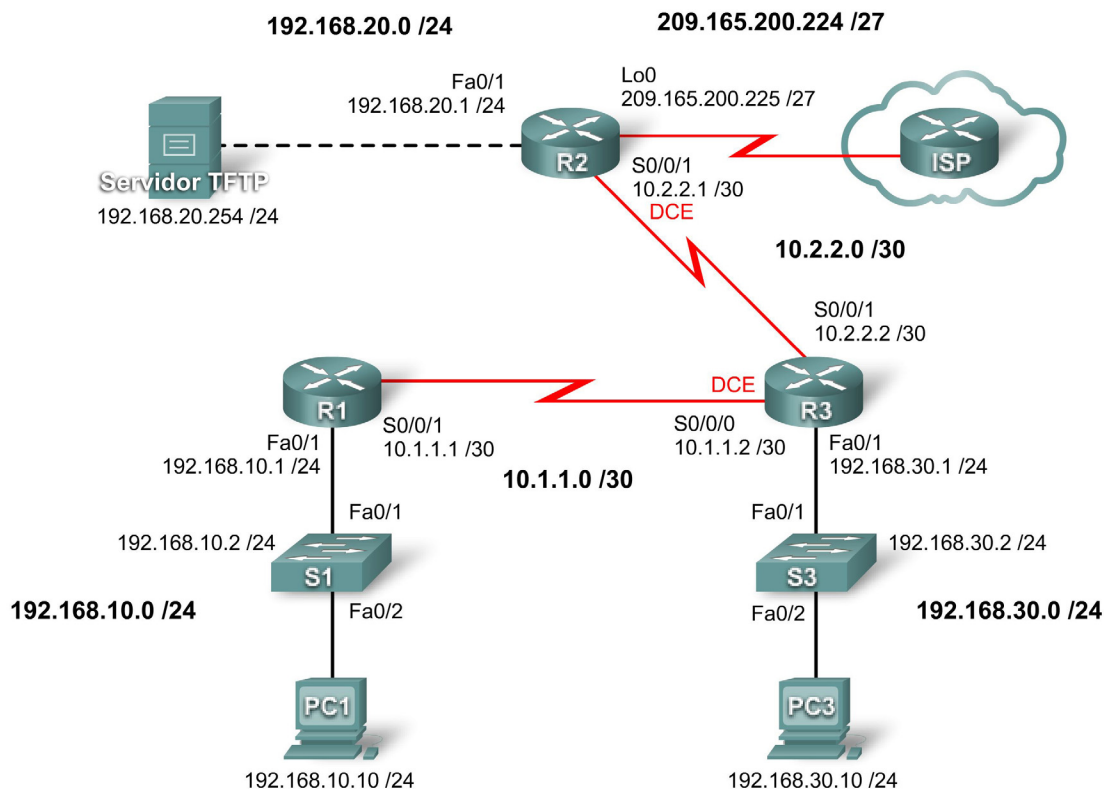 192.168.20.0 /24
209.165.200.224 /27
Fa0/1
192.168.20.1 /24
Lo0
209.165.200.225 /27
Servidor TFTP
192.168.20.254 /24
R2
ISP
S0/0/1
10.2.2.1 /30
DCE
10.2.2.0 /30
S0/0/1
10.2.2.2 /30
R1
DCE
R3
S0/0/1
10.1.1.1 /30
S0/0/0
10.1.1.2 /30
Fa0/1
192.168.10.1 /24
Fa0/1
192.168.30.1 /24
10.1.1.0 /30
Fa0/1
192.168.10.2 /24
S1
Fa0/1
192.168.30.2 /24
S3
192.168.10.0 /24
Fa0/2
Fa0/2
192.168.30.0 /24
PC1
192.168.10.10 /24
PC3
192.168.30.10 /24